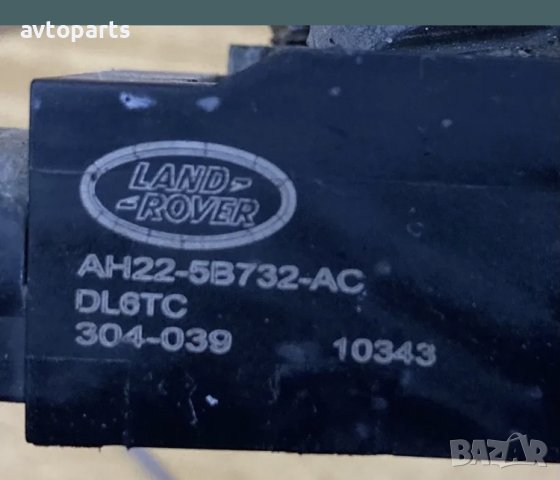 avtoparts
LAND-
-ROVER
AH22-5B732-AC
DL6TC
304-039 10343
BAZAR